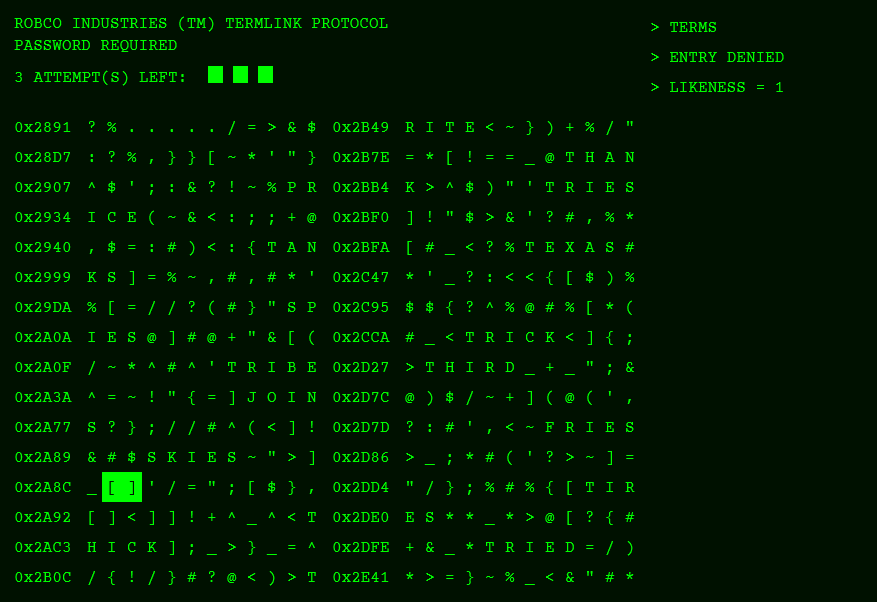 ROBCO INDUSTRIES (TM) TERMLINK PROTOCOL
PASSWORD REQUIRED
3 ATTEMPT(S) LEFT:
> TERMS
> ENTRY DENIED
> LIKENESS = 1
0x2891 ? % . . . . . / = > & $ 0x2B49 R I T E < ~ } ) + % / "
0x28D7 : ? % , } } [ ~ * ' " } 0x2B7E = * [ ! = = _ @ T H A N
0x2907 ^ $ ' ; : & ? ! ~ % P R 0x2BB4 K > ^ $ ) " ' T R I E S
0x2934 I C E ( ~ & < : ; ; + @ 0x2BF0 ] ! " $ > & ' ? # , % *
0x2940 , $ = : # ) < : { T A N 0x2BFA [ # _ < ? % T E X A S #
0x2999 K S ] = % ~ , # , # * ' 0x2C47 * ' _ ? : < < { [ $ ) %
0x29DA % [ = / / ? ( # } " S P 0x2C95 $ $ { ? ^ % @ # % [ * (
0x2A0A I E S @ ] # @ + " & [ ( 0x2CCA # _ < T R I C K < ] { ;
0x2A0F / ~ * ^ # ^ ' T R I B E 0x2D27 > T H I R D _ + _ " ; &
0x2A3A ^ = ~ ! " { = ] J O I N 0x2D7C @ ) $ / ~ + ] ( @ ( ' ,
0x2A77 S ? } ; / / # ^ ( < ] ! 0x2D7D ? : # ' , < ~ F R I E S
0x2A89 & # $ S K I E S ~ " > ] 0x2D86 > _ ; * # ( ' ? > ~ ] =
0x2A8C _ [ ] ' / = " ; [ $ } , 0x2DD4 " / } ; % # % { [ T I R
0x2A92 [ ] < ] ] ! + ^ _ ^ < T 0x2DE0 E S * * _ * > @ [ ? { #
0x2AC3 H I C K ] ; _ > } _ = ^ 0x2DFE + & _ * T R I E D = / )
0x2B0C / { ! / } # ? @ < ) > T 0x2E41 * > = } ~ % _ < & " # *